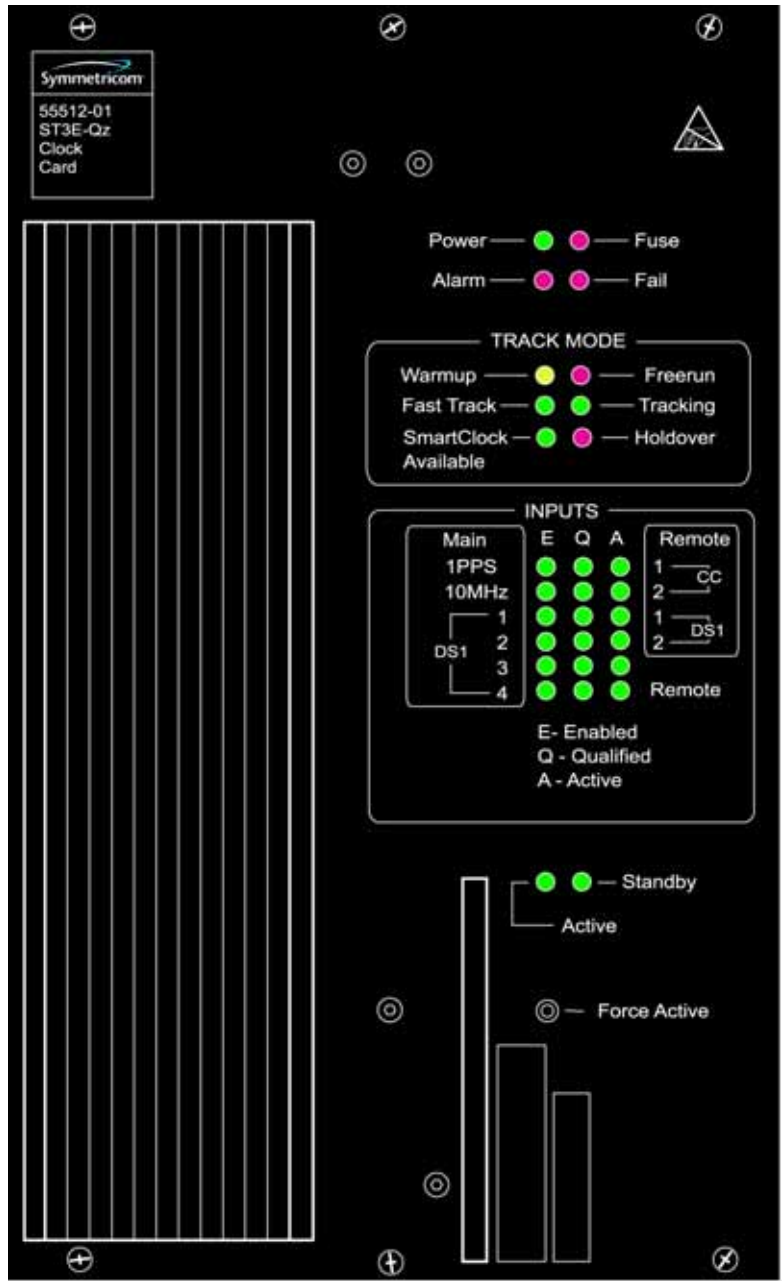 Symmetricom
55512-01
ST3E-Qz
Clock
Card
Power Fuse
Alarm Fail
TRACK MODE
Warmup Freerun
Fast Track Tracking
SmartClock Holdover
Available
INPUTS
Main E Q A Remote
1PPS 1 CC
10MHz 2
1 1 DS1
DS1 2 2
3
4 Remote
E- Enabled
Q - Qualified
A - Active
Standby
Active
Force Active